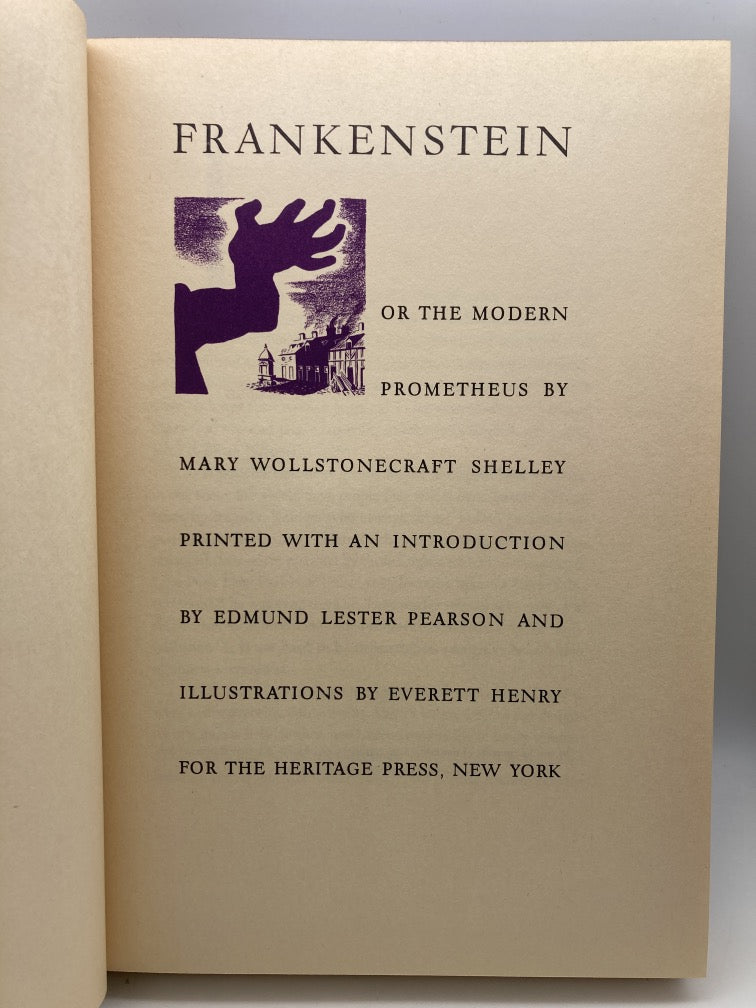 FRANKENSTEIN
OR THE MODERN
PROMETHEUS BY
MARY WOLLSTONECRAFT SHELLEY
PRINTED WITH AN INTRODUCTION
BY EDMUND LESTER PEARSON AND
ILLUSTRATIONS BY EVERETT HENRY
FOR THE HERITAGE PRESS, NEW YORK